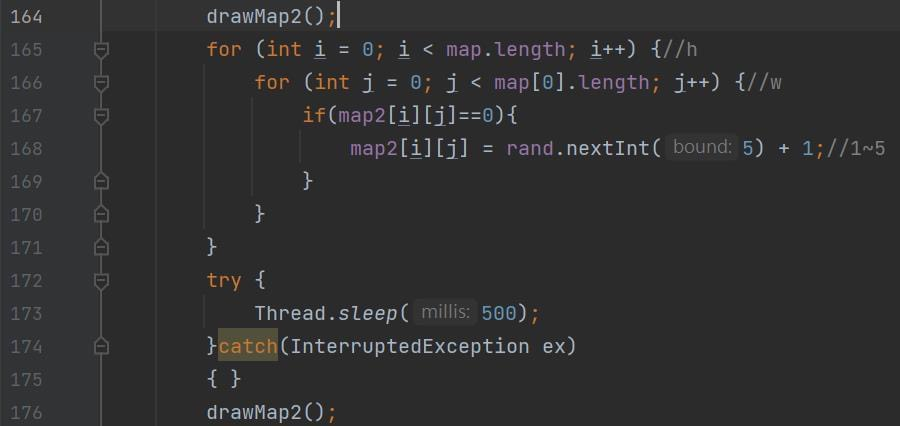 164 drawMap2();
165 for (int i = 0; i < map.length; i++) {//h
166 for (int j = 0; j < map[0].length; j++) {//w
167 if(map2[i][j]==0){
168 map2[i][j] = rand.nextInt( bound: 5) + 1;//1~5
169 }
170 }
171 }
172 try {
173 Thread.sleep( millis: 500);
174 }catch(InterruptedException ex)
175 { }
176 drawMap2();